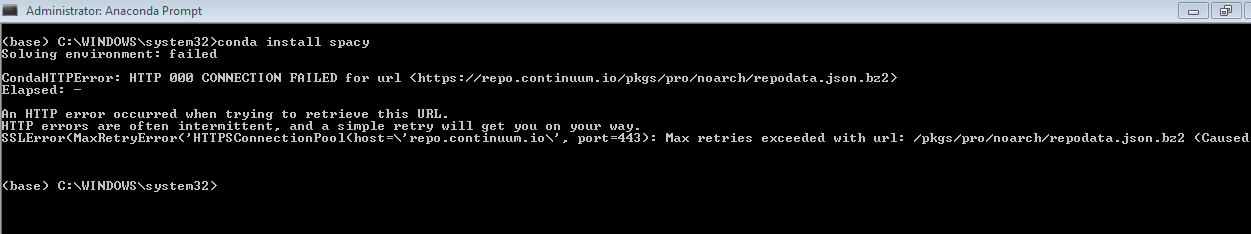 Administrator: Anaconda Prompt
(base) C:\WINDOWS\system32>conda install spacy
Solving environment: failed
CondaHTTPError: HTTP 000 CONNECTION FAILED for url <https://repo.continuum.io/pkgs/pro/noarch/repodata.json.bz2>
Elapsed: -
An HTTP error occurred when trying to retrieve this URL.
HTTP errors are often intermittent, and a simple retry will get you on your way.
SSLError(MaxRetryError('HTTPSConnectionPool(host=\'repo.continuum.io\', port=443): Max retries exceeded with url: /pkgs/pro/noarch/repodata.json.bz2 (Caused
(base) C:\WINDOWS\system32>